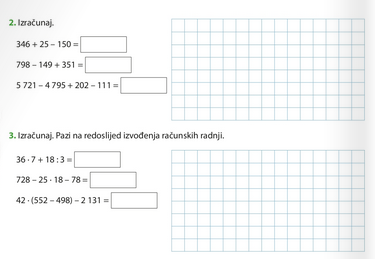 2. Izračunaj.
346 + 25 – 150 =
798 – 149 + 351 =
5 721 – 4 795 + 202 – 111 =
3. Izračunaj. Pazi na redoslijed izvođenja računskih radnji.
36 · 7 + 18 : 3 =
728 – 25 · 18 – 78 =
42 · (552 – 498) – 2 131 =